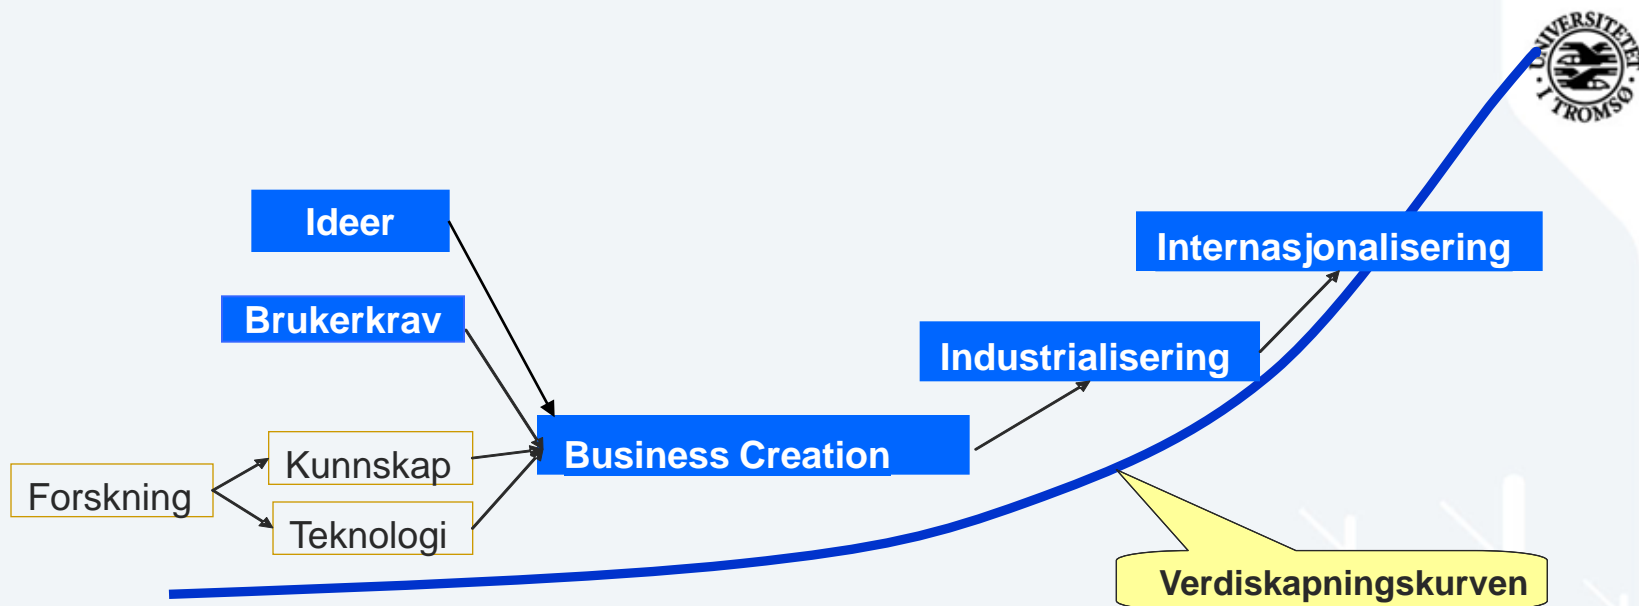 UNIVERSITETET
I TROMSØ
Ideer
Internasjonalisering
Brukerkrav
Industrialisering
Business Creation
Kunnskap
Forskning
Teknologi
Verdiskapningskurven